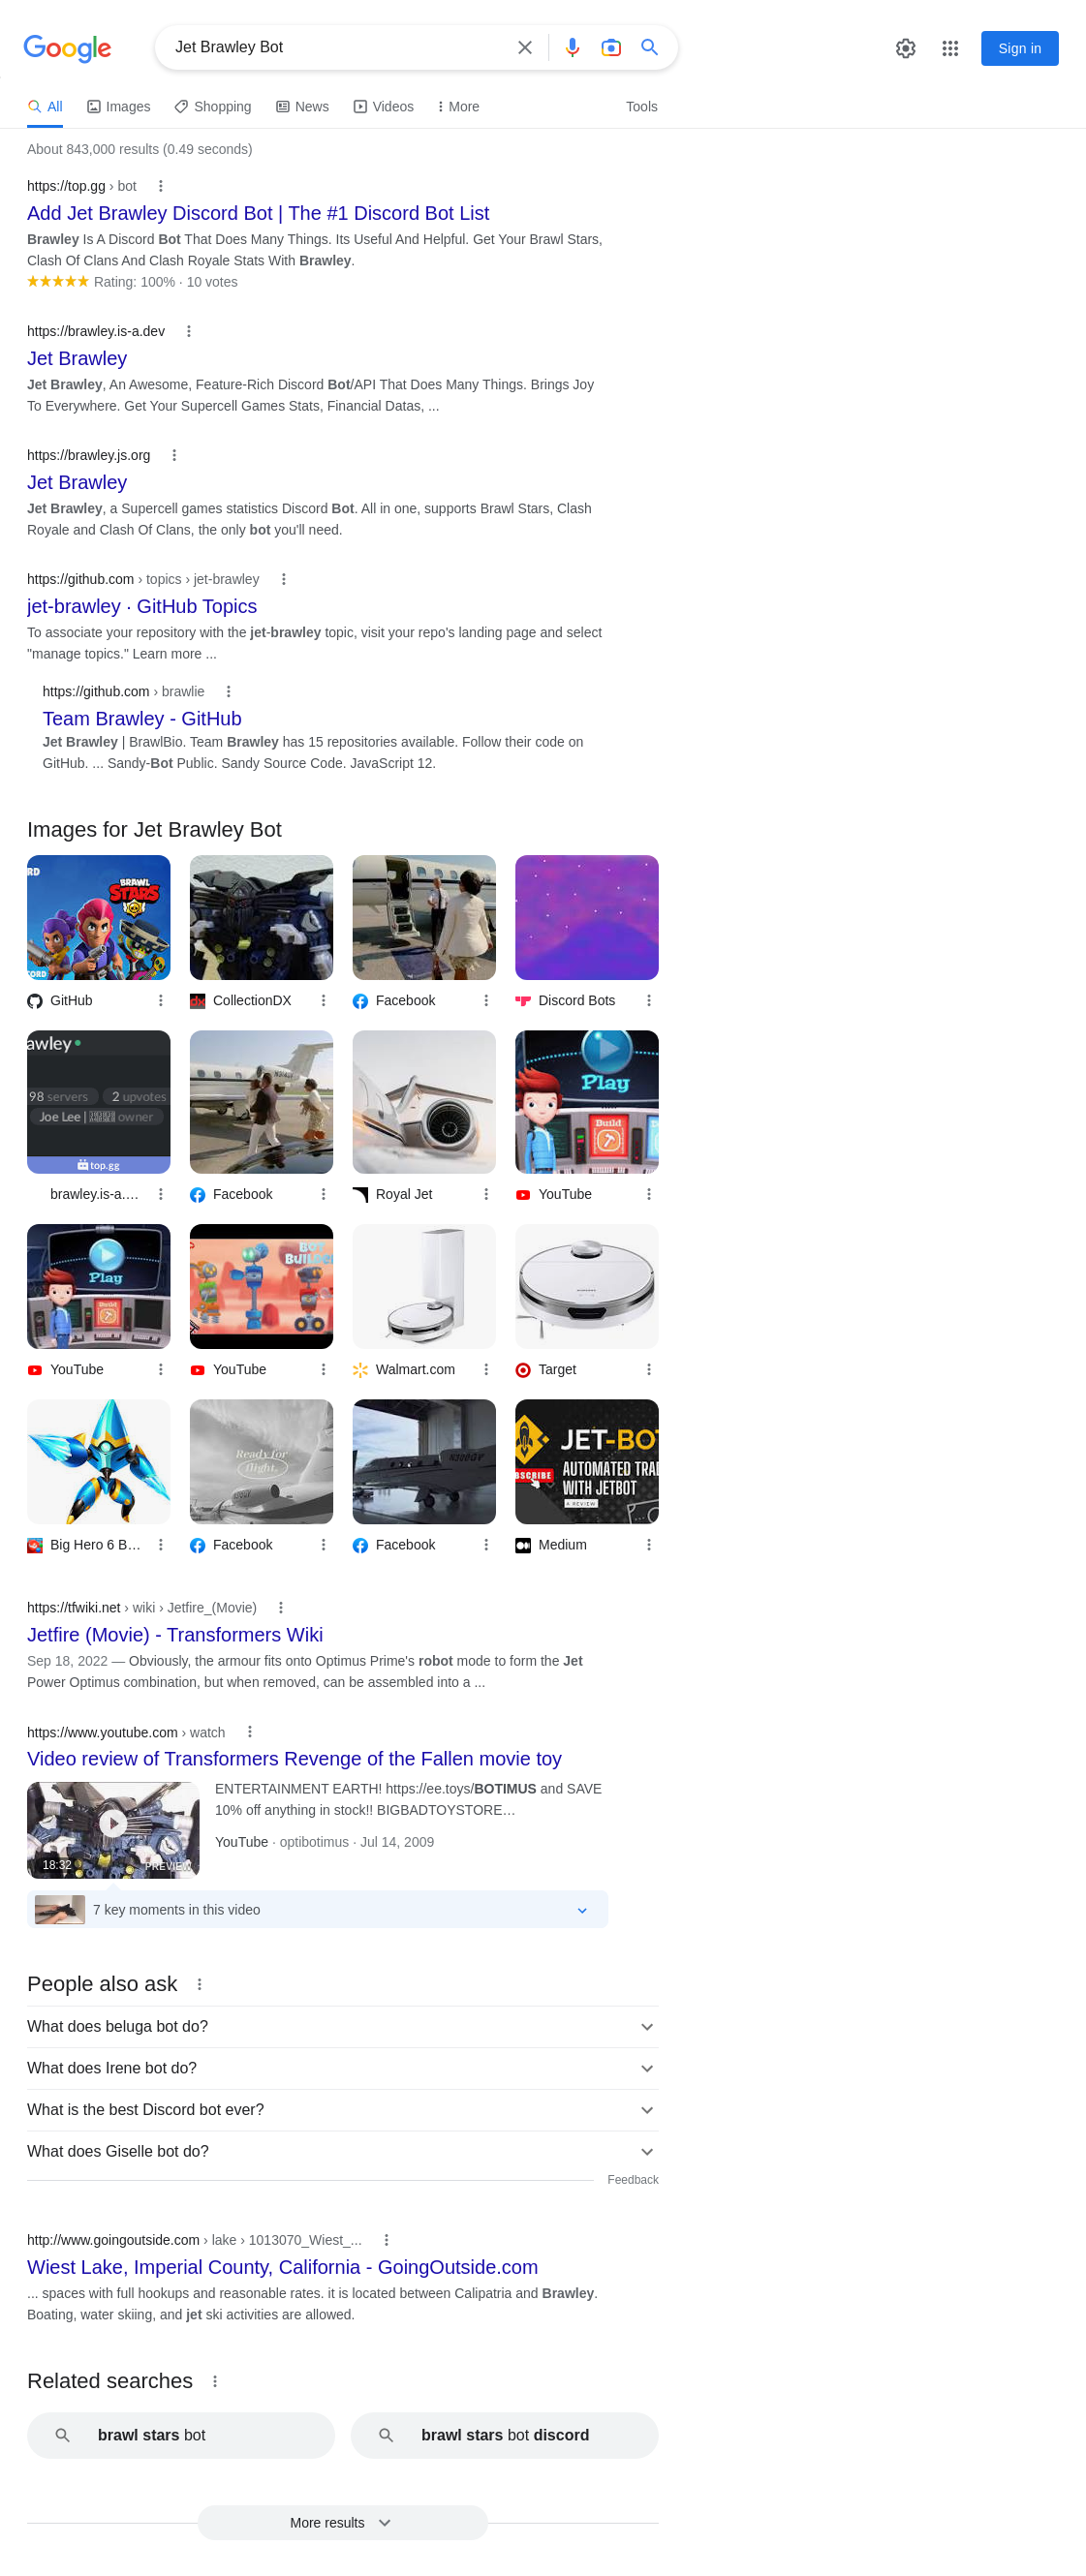 Google
Jet Brawley Bot
Sign in
All
Images
Shopping
News
Videos
More
Tools
About 843,000 results (0.49 seconds)
https://top.gg › bot
Add Jet Brawley Discord Bot | The #1 Discord Bot List
Brawley Is A Discord Bot That Does Many Things. Its Useful And Helpful. Get Your Brawl Stars,
Clash Of Clans And Clash Royale Stats With Brawley.
Rating: 100% · 10 votes
https://brawley.is-a.dev
Jet Brawley
Jet Brawley, An Awesome, Feature-Rich Discord Bot/API That Does Many Things. Brings Joy
To Everywhere. Get Your Supercell Games Stats, Financial Datas, ...
https://brawley.js.org
Jet Brawley
Jet Brawley, a Supercell games statistics Discord Bot. All in one, supports Brawl Stars, Clash
Royale and Clash Of Clans, the only bot you'll need.
https://github.com › topics › jet-brawley
jet-brawley · GitHub Topics
To associate your repository with the jet-brawley topic, visit your repo's landing page and select
"manage topics." Learn more ...
https://github.com › brawlie
Team Brawley - GitHub
Jet Brawley | BrawlBio. Team Brawley has 15 repositories available. Follow their code on
GitHub. ... Sandy-Bot Public. Sandy Source Code. JavaScript 12.
Images for Jet Brawley Bot
RD
BRAWL
STARS
CORD
GitHub
CollectionDX
Facebook
Discord Bots
awley
98 servers
2 upvotes
Joe Lee | owner
top.gg
Play
Build
brawley.is-a....
Facebook
Royal Jet
YouTube
Play
Build
BOT
BUILDER
YouTube
YouTube
Walmart.com
Target
Ready for
flight.
N320GV
JET-BOT
SCRIBE
AUTOMATED TRA
WITH JETBOT
A REVIEW
Big Hero 6 B...
Facebook
Facebook
Medium
https://tfwiki.net › wiki › Jetfire_(Movie)
Jetfire (Movie) - Transformers Wiki
Sep 18, 2022 — Obviously, the armour fits onto Optimus Prime's robot mode to form the Jet
Power Optimus combination, but when removed, can be assembled into a ...
https://www.youtube.com › watch
Video review of Transformers Revenge of the Fallen movie toy
ENTERTAINMENT EARTH! https://ee.toys/BOTIMUS and SAVE
10% off anything in stock!! BIGBADTOYSTORE...
YouTube · optibotimus · Jul 14, 2009
18:32
PREVIEW
7 key moments in this video
People also ask
What does beluga bot do?
What does Irene bot do?
What is the best Discord bot ever?
What does Giselle bot do?
Feedback
http://www.goingoutside.com › lake › 1013070_Wiest_...
Wiest Lake, Imperial County, California - GoingOutside.com
... spaces with full hookups and reasonable rates. it is located between Calipatria and Brawley.
Boating, water skiing, and jet ski activities are allowed.
Related searches
brawl stars bot
brawl stars bot discord
More results